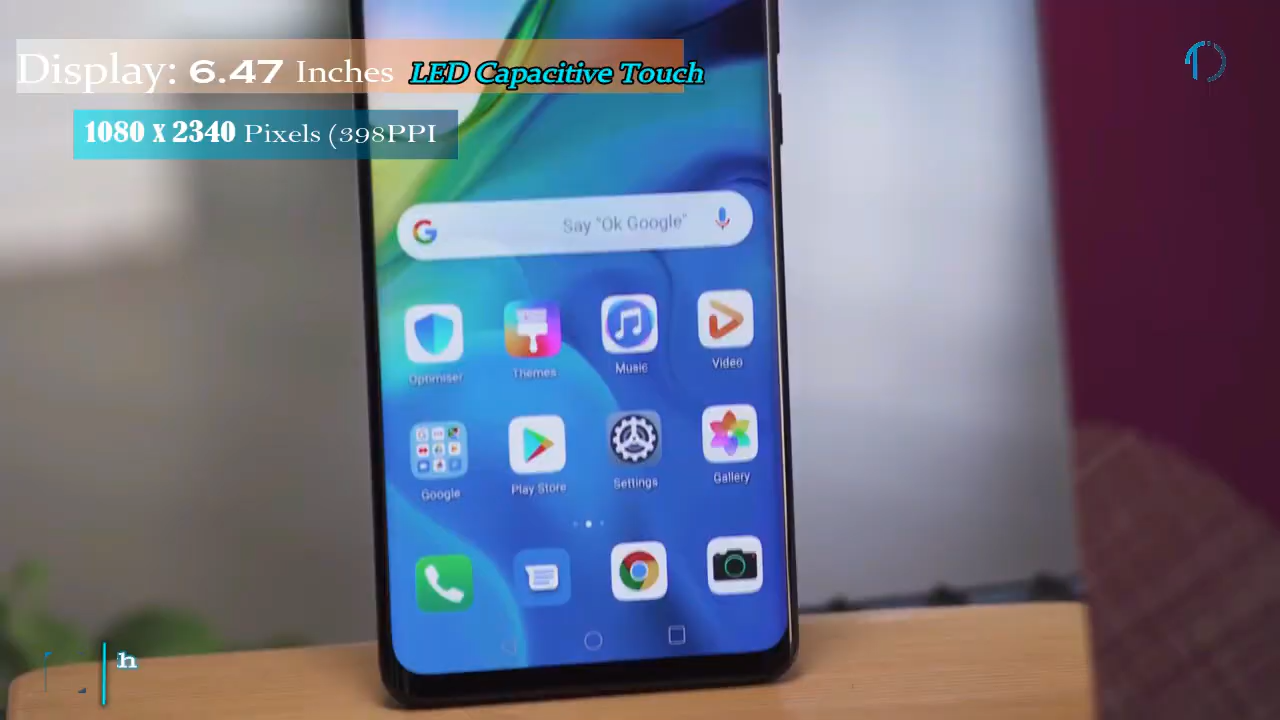 Display: 6.47 Inches LED Capacitive Touch
1080 x 2340 Pixels (398PPI
Say "Ok Google"
Optimiser Themes Music Video
Google Play Store Settings Gallery
h